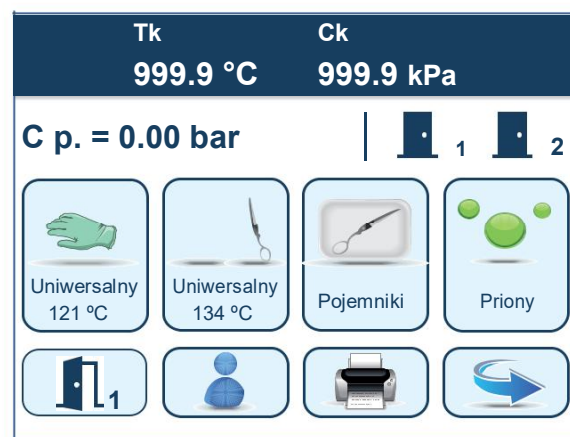 Tk Ck
999.9 °C 999.9 kPa
C p. = 0.00 bar 1 2
Uniwersalny
121 ºC
Uniwersalny
134 ºC
Pojemniki
Priony
1